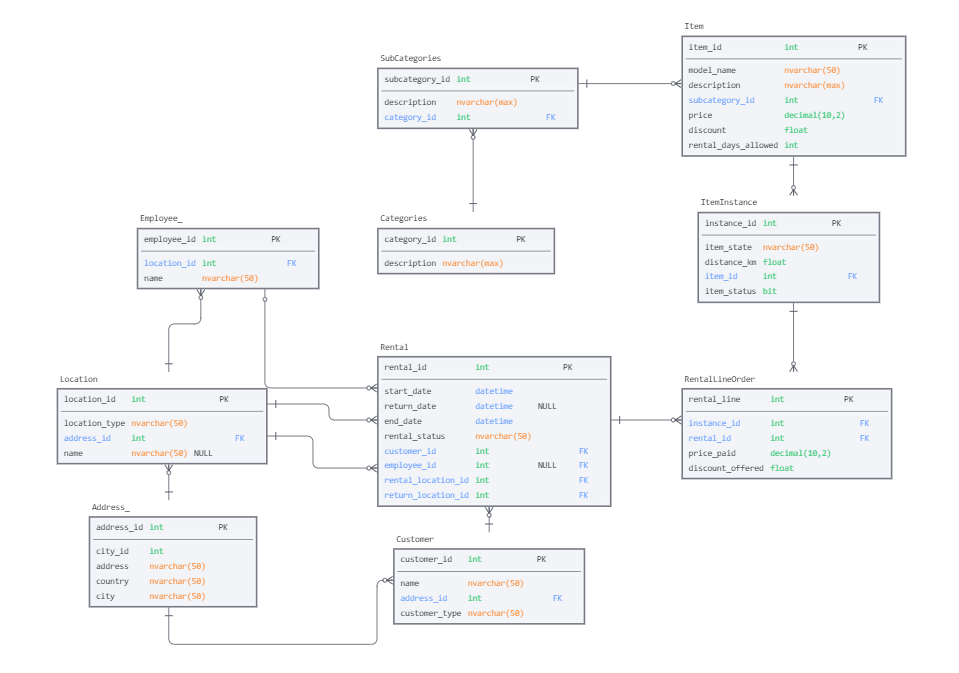 Item
item_id int PK
model_name nvarchar(50)
description nvarchar(max)
subcategory_id int FK
price decimal(10,2)
discount float
rental_days_allowed int
SubCategories
subcategory_id int PK
description nvarchar(max)
category_id int FK
ItemInstance
instance_id int PK
item_state nvarchar(50)
distance_km float
item_id int FK
item_status bit
Employee_
employee_id int PK
location_id int FK
name nvarchar(50)
Categories
category_id int PK
description nvarchar(max)
Rental
rental_id int PK
start_date datetime
return_date datetime NULL
end_date datetime
rental_status nvarchar(50)
customer_id int FK
employee_id int NULL FK
rental_location_id int FK
return_location_id int FK
Location
location_id int PK
location_type nvarchar(50)
address_id int FK
name nvarchar(50) NULL
RentalLineOrder
rental_line int PK
instance_id int FK
rental_id int FK
price_paid decimal(10,2)
discount_offered float
Address_
address_id int PK
city_id int
address nvarchar(50)
country nvarchar(50)
city nvarchar(50)
Customer
customer_id int PK
name nvarchar(50)
address_id int FK
customer_type nvarchar(50)